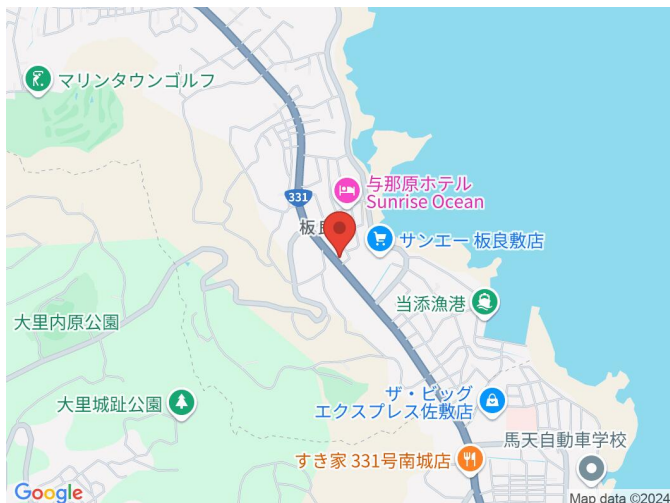 マリンタウンゴルフ
与那原ホテル
Sunrise Ocean
331
板良
サンエー 板良敷店
当添漁港
大里内原公園
大里城趾公園
ザ・ビッグ
エクスプレス佐敷店
馬天自動車学校
すき家 331号南城店
Google
Map data ©2024